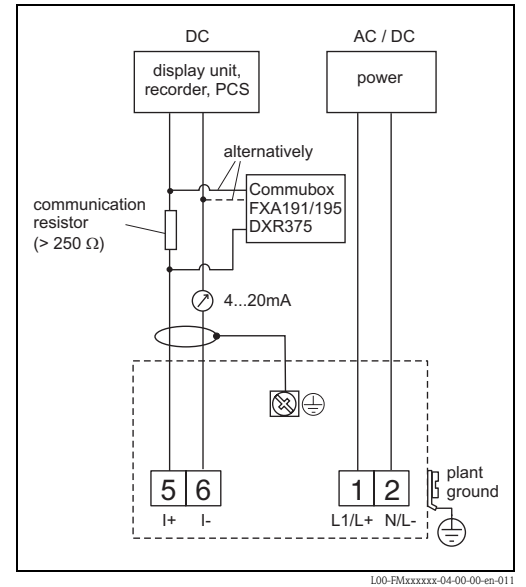 DC
AC / DC
display unit,
recorder, PCS
power
alternatively
Commubox
FXA191/195
DXR375
communication
resistor
(> 250 Ω)
4...20mA
5 6
1 2
I+ I-
L1/L+ N/L-
plant
ground
L00-FMxxxxxx-04-00-00-en-011